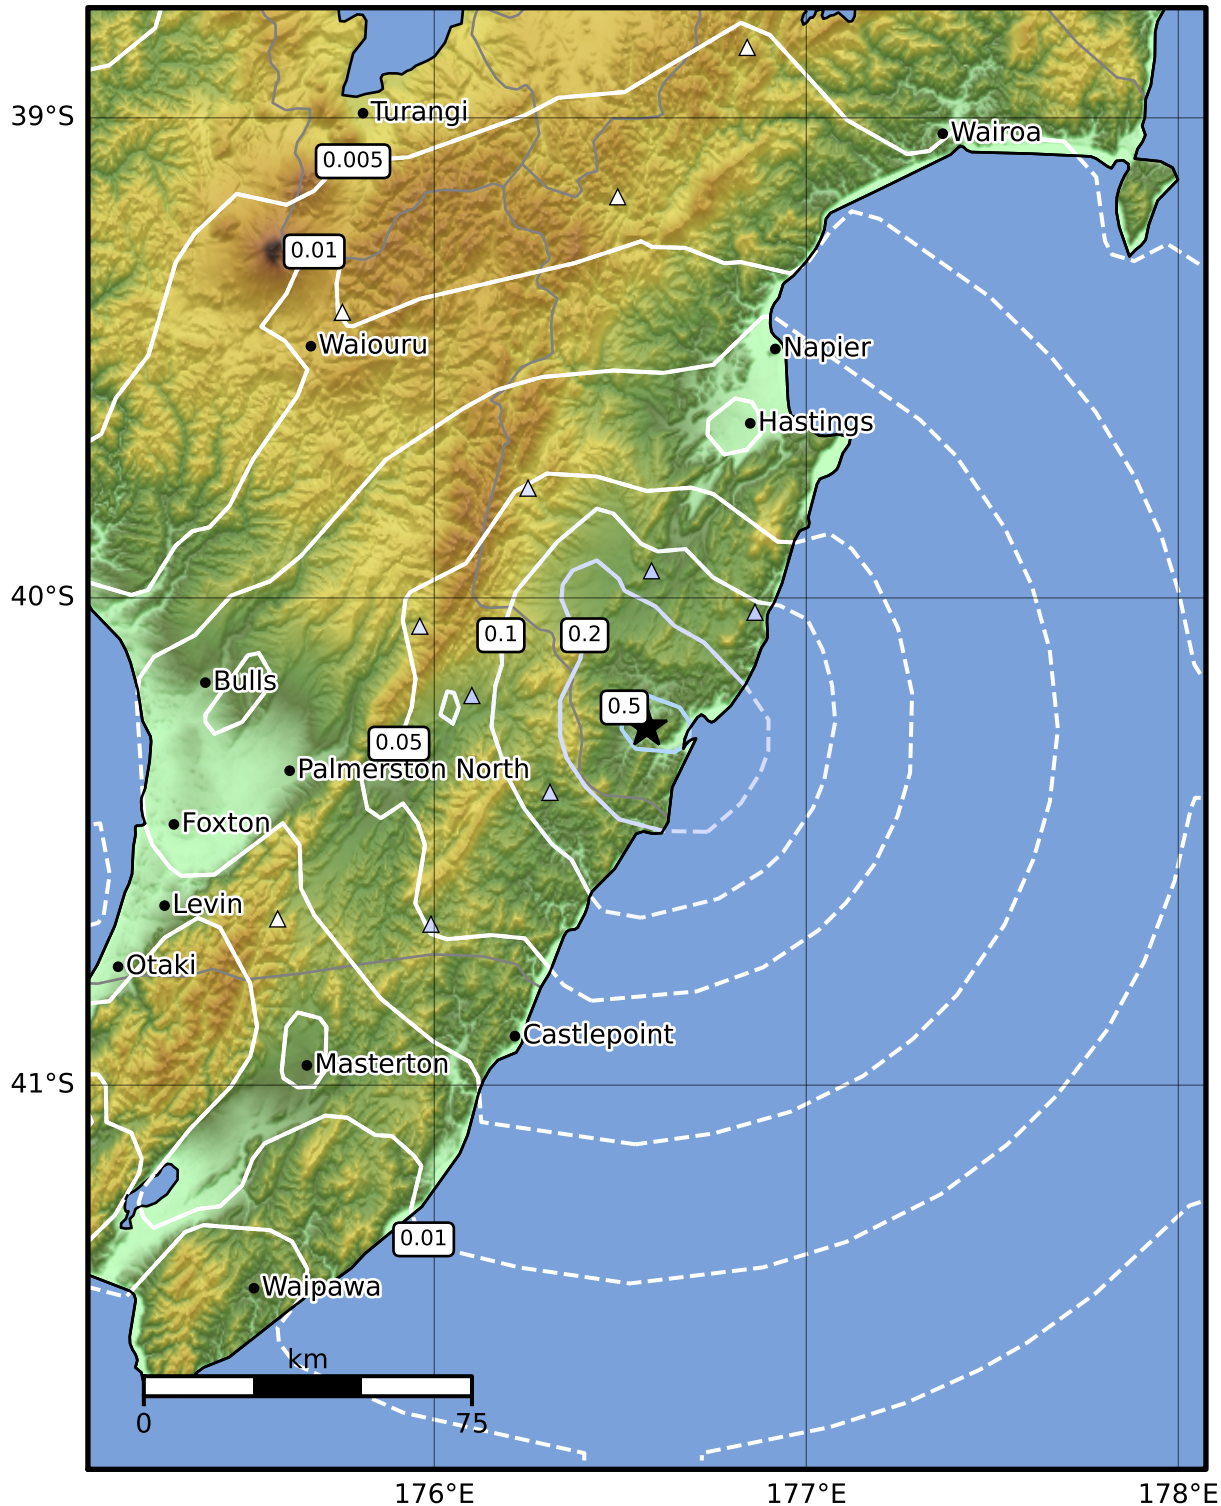 39°S
Turangi
Wairoa
0.005
0.01
Waiouru
Napier
Hastings
40°S
0.1
0.2
Bulls
0.5
0.05
Palmerston North
Foxton
Levin
Otaki
Castlepoint
Masterton
41°S
0.01
Waipawa
km
0
75
176°E
177°E
178°E